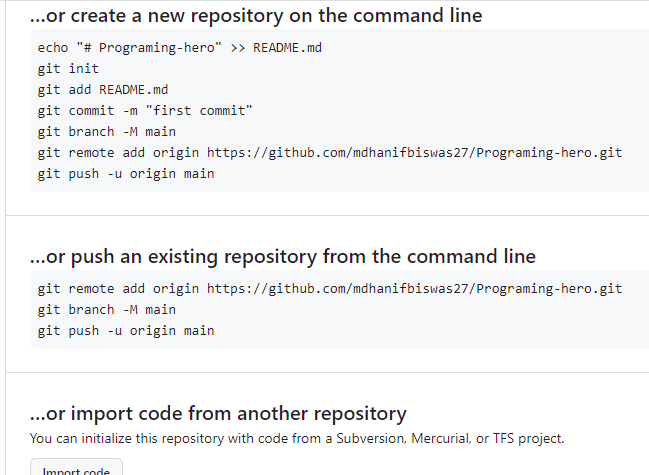 ...or create a new repository on the command line
echo "# Programing-hero" >> README.md
git init
git add README.md
git commit -m "first commit"
git branch -M main
git remote add origin https://github.com/mdhanifbiswas27/Programing-hero.git
git push -u origin main
...or push an existing repository from the command line
git remote add origin https://github.com/mdhanifbiswas27/Programing-hero.git
git branch -M main
git push -u origin main
...or import code from another repository
You can initialize this repository with code from a Subversion, Mercurial, or TFS project.
Import code